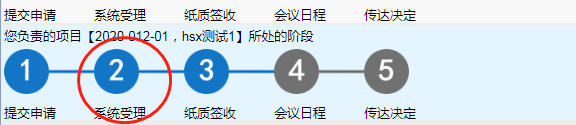 提交申请 系统受理 纸质签收 会议日程 传达决定
您负责的项目【2020-012-01，hsx测试1】所处的阶段
1 2 3 4 5
提交申请 系统受理 纸质签收 会议日程 传达决定